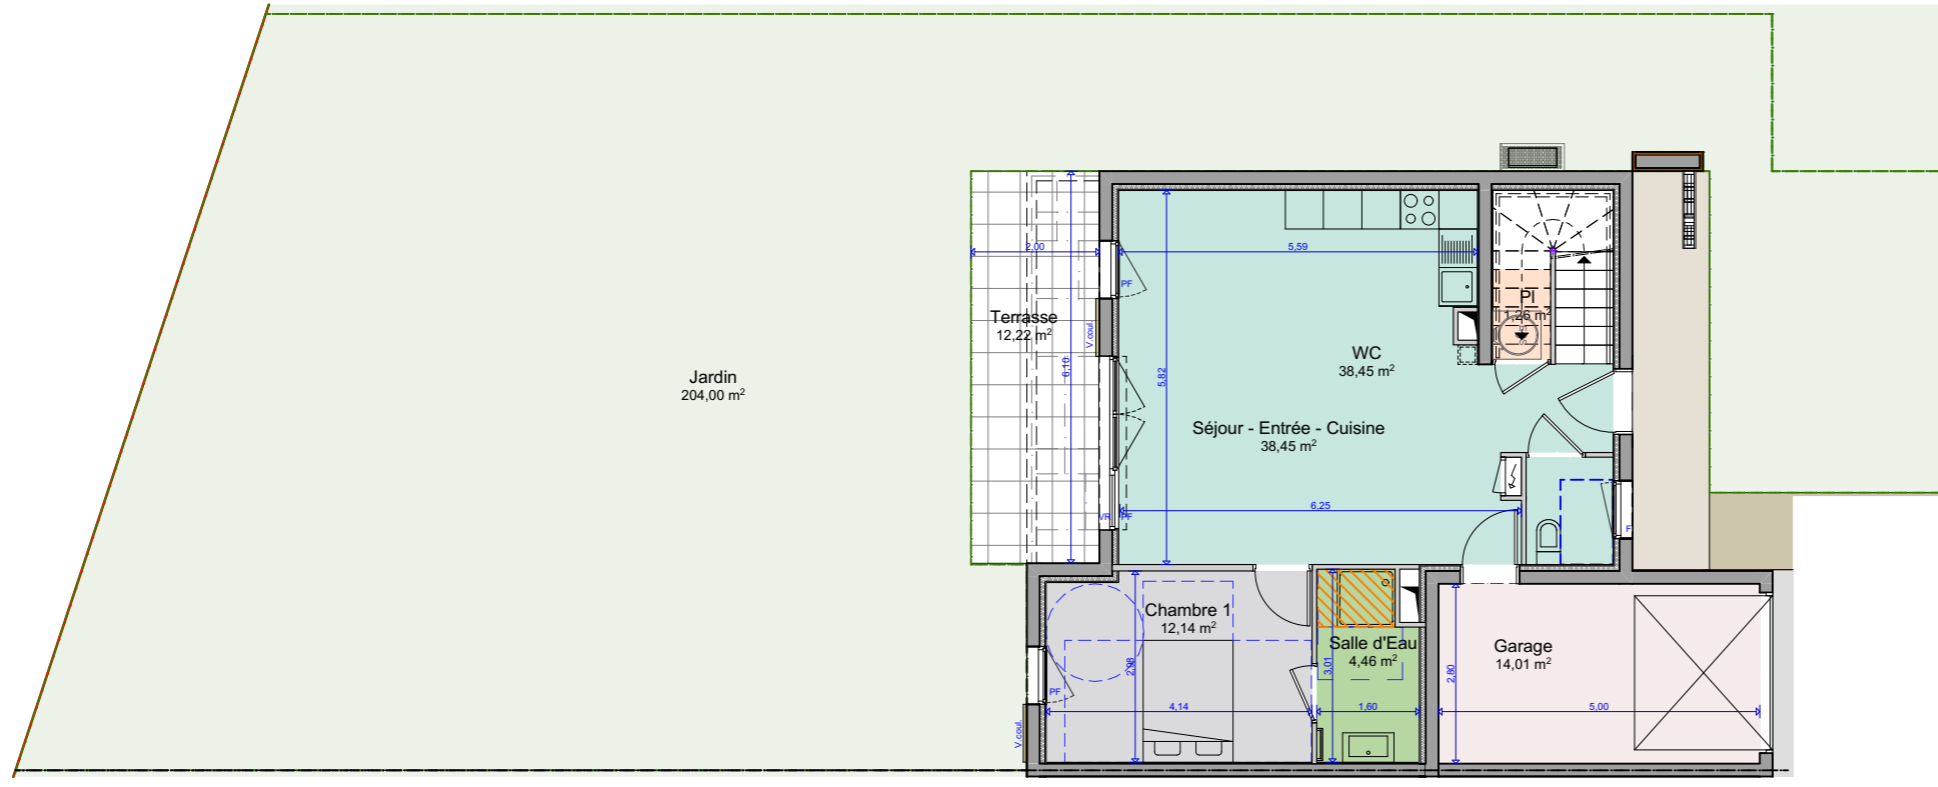 2,00
5,59
PF
Pl
1,26 m²
Terrasse
12,22 m²
V.coul.
6,10
5,82
WC
38,45 m²
Jardin
204,00 m²
Séjour - Entrée - Cuisine
38,45 m²
6,25
VR
PF
F
Chambre 1
12,14 m²
2,98
Salle d'Eau
4,46 m²
3,01
Garage
14,01 m²
2,80
PF
4,14
1,60
5,00
V.coul.